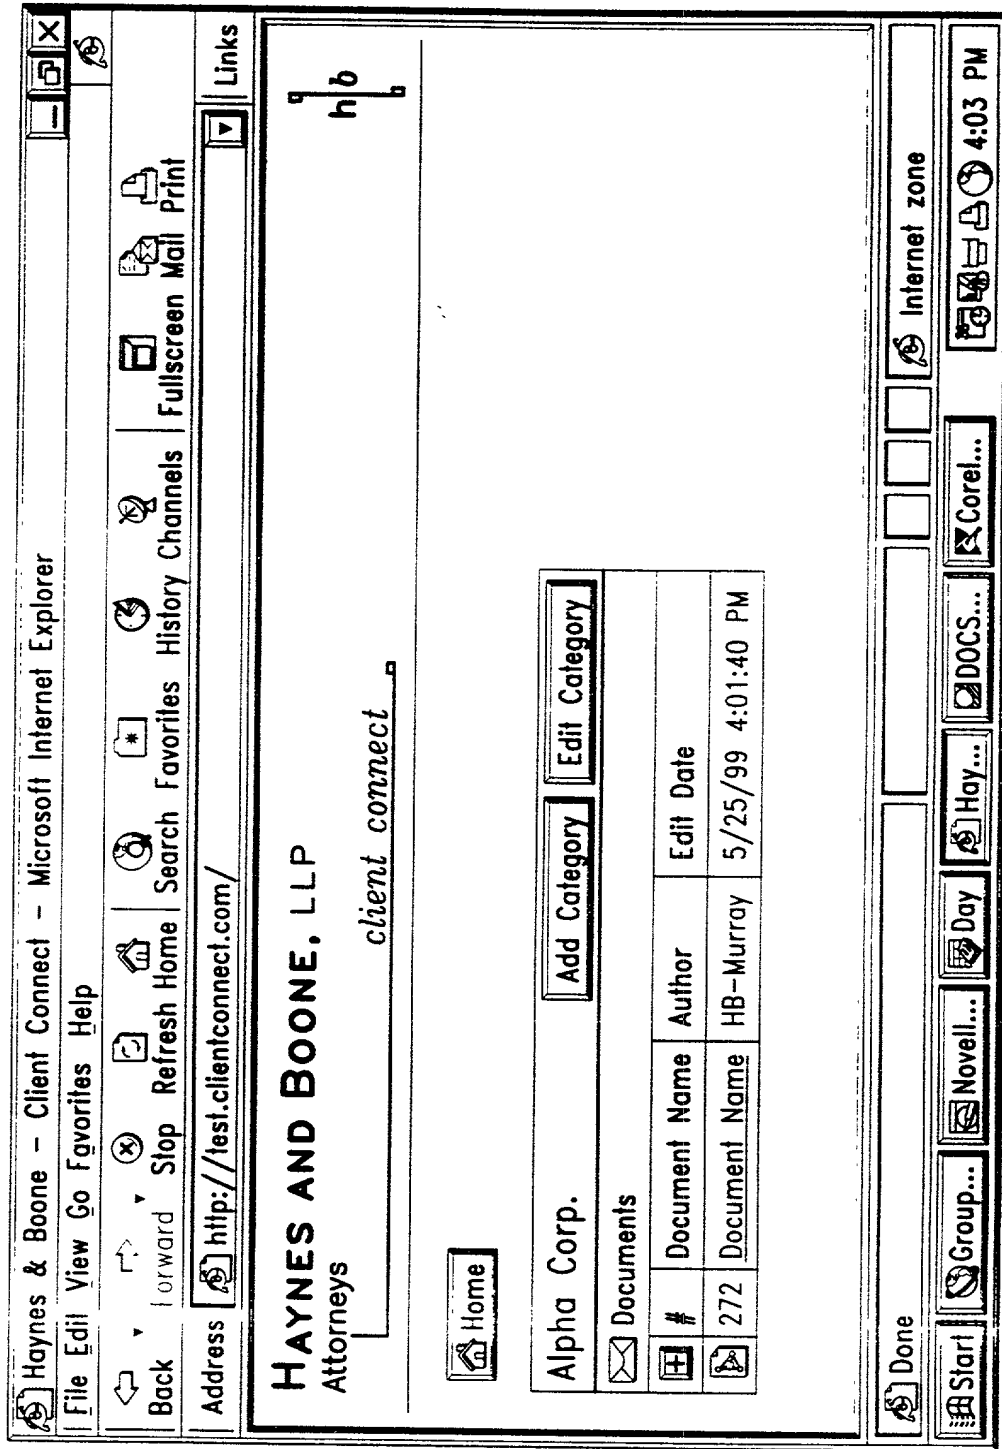 Haynes & Boone – Client Connect – Microsoft Internet Explorer
File Edit View Go Favorites Help
Back Forward Stop Refresh Home Search Favorites History Channels Fullscreen Mail Print
Address http://test.clientconnect.com/ Links
HAYNES AND BOONE, LLP
Attorneys
client connect
h b
Home
Alpha Corp. Add Category Edit Category
Documents
# Document Name Author Edit Date
272 Document Name HB-Murray 5/25/99 4:01:40 PM
Done Internet zone
Start Group... Novell... Day Hay... DOCS... Corel... 4:03 PM